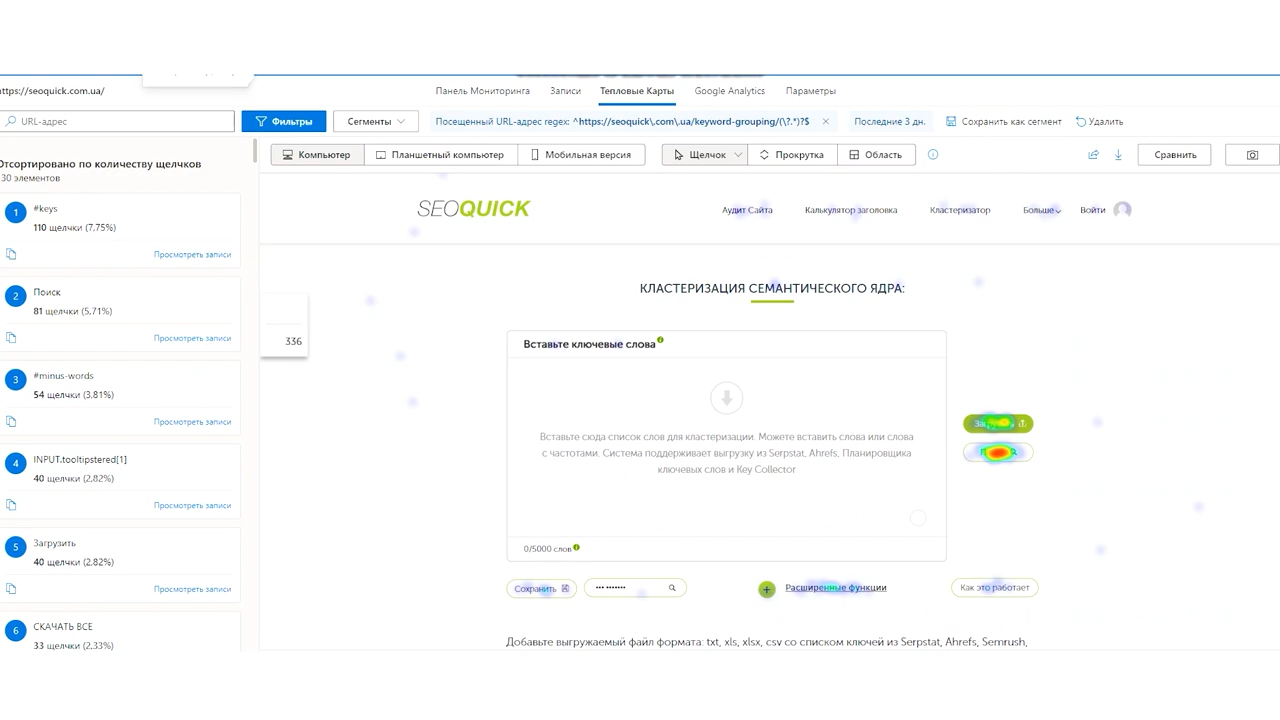 https://seoquick.com.ua/
Панель Мониторинга Записи Тепловые Карты Google Analytics Параметры
URL-адрес
Фильтры
Сегменты
Посещенный URL-адрес regex: ^https://seoquick\.com\.ua/keyword-grouping/(\?.*)?$
Последние 3 дн.
Сохранить как сегмент
Удалить
Отсортировано по количеству щелчков
30 элементов
Компьютер Планшетный компьютер Мобильная версия
Щелчок Прокрутка Область
Сравнить
1 #keys
110 щелчки (7,75%)
Просмотреть записи
2 Поиск
81 щелчки (5,71%)
Просмотреть записи
3 #minus-words
54 щелчки (3,81%)
Просмотреть записи
4 INPUT.tooltipstered[1]
40 щелчки (2,82%)
Просмотреть записи
5 Загрузить
40 щелчки (2,82%)
Просмотреть записи
6 СКАЧАТЬ ВСЕ
33 щелчки (2,33%)
336
SEOQUICK
Аудит Сайта Калькулятор заголовка Кластеризатор Больше Войти
КЛАСТЕРИЗАЦИЯ СЕМАНТИЧЕСКОГО ЯДРА:
Вставьте ключевые слова
Вставьте сюда список слов для кластеризации. Можете вставить слова или слова
с частотами. Система поддерживает выгрузку из Serpstat, Ahrefs, Планировщика
ключевых слов и Key Collector
0/5000 слов
Сохранить
Расширенные функции
Как это работает
Добавьте выгружаемый файл формата: txt, xls, xlsx, csv со списком ключей из Serpstat, Ahrefs, Semrush,